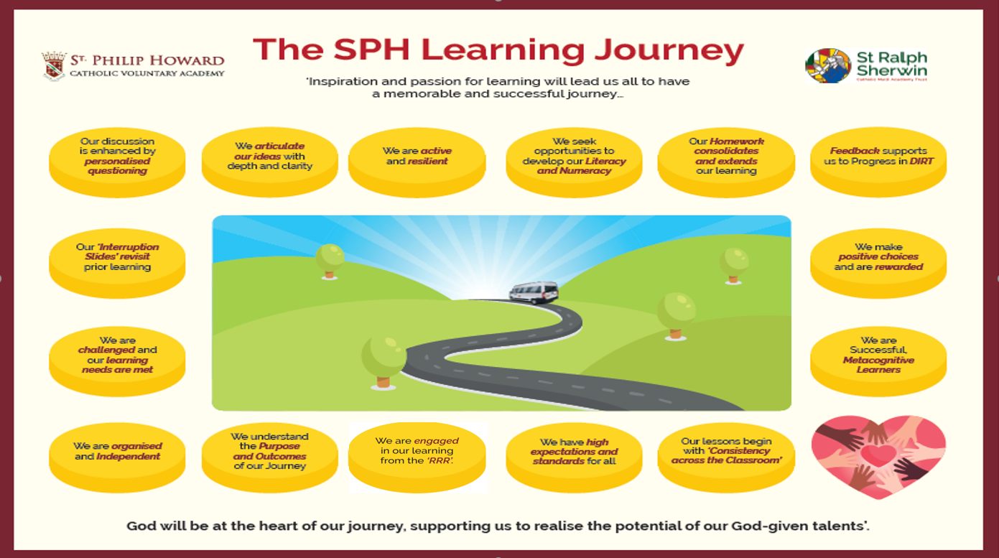 The SPH Learning Journey
ST. PHILIP HOWARD
CATHOLIC VOLUNTARY ACADEMY
St Ralph
Sherwin
Catholic Multi Academy Trust
'Inspiration and passion for learning will lead us all to have
a memorable and successful journey...
Our discussion
is enhanced by
personalised
questioning
We articulate
our ideas with
depth and clarity
We are active
and resilient
We seek
opportunities to
develop our Literacy
and Numeracy
Our Homework
consolidates
and extends
our learning
Feedback supports
us to Progress in DIRT
Our 'Interruption
Slides' revisit
prior learning
We make
positive choices
and are rewarded
We are
challenged and
our learning
needs are met
We are
Successful,
Metacognitive
Learners
We are organised
and Independent
We understand
the Purpose
and Outcomes
of our Journey
We are engaged
in our learning
from the 'RRR'.
We have high
expectations and
standards for all
Our lessons begin
with 'Consistency
across the Classroom'
God will be at the heart of our journey, supporting us to realise the potential of our God-given talents'.